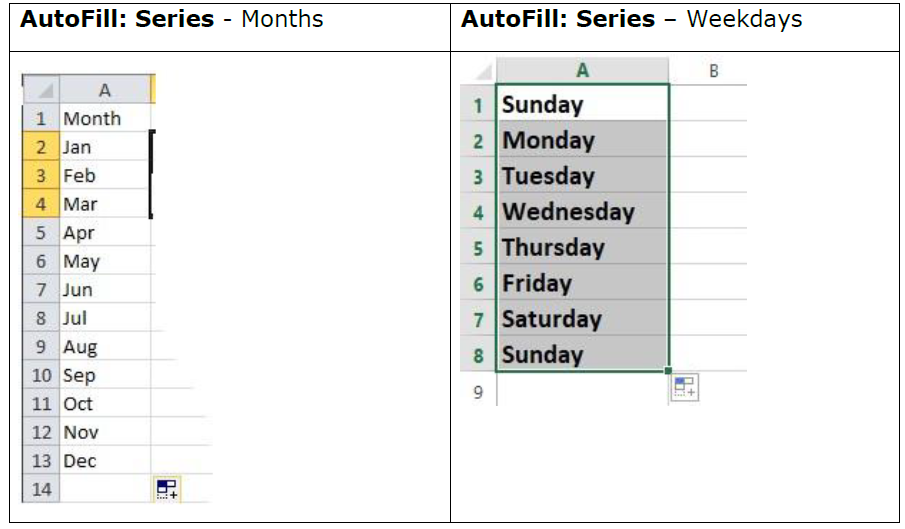 AutoFill: Series - Months
AutoFill: Series – Weekdays
A
1 Month
2 Jan
3 Feb
4 Mar
5 Apr
6 May
7 Jun
8 Jul
9 Aug
10 Sep
11 Oct
12 Nov
13 Dec
14
A B
1 Sunday
2 Monday
3 Tuesday
4 Wednesday
5 Thursday
6 Friday
7 Saturday
8 Sunday
9